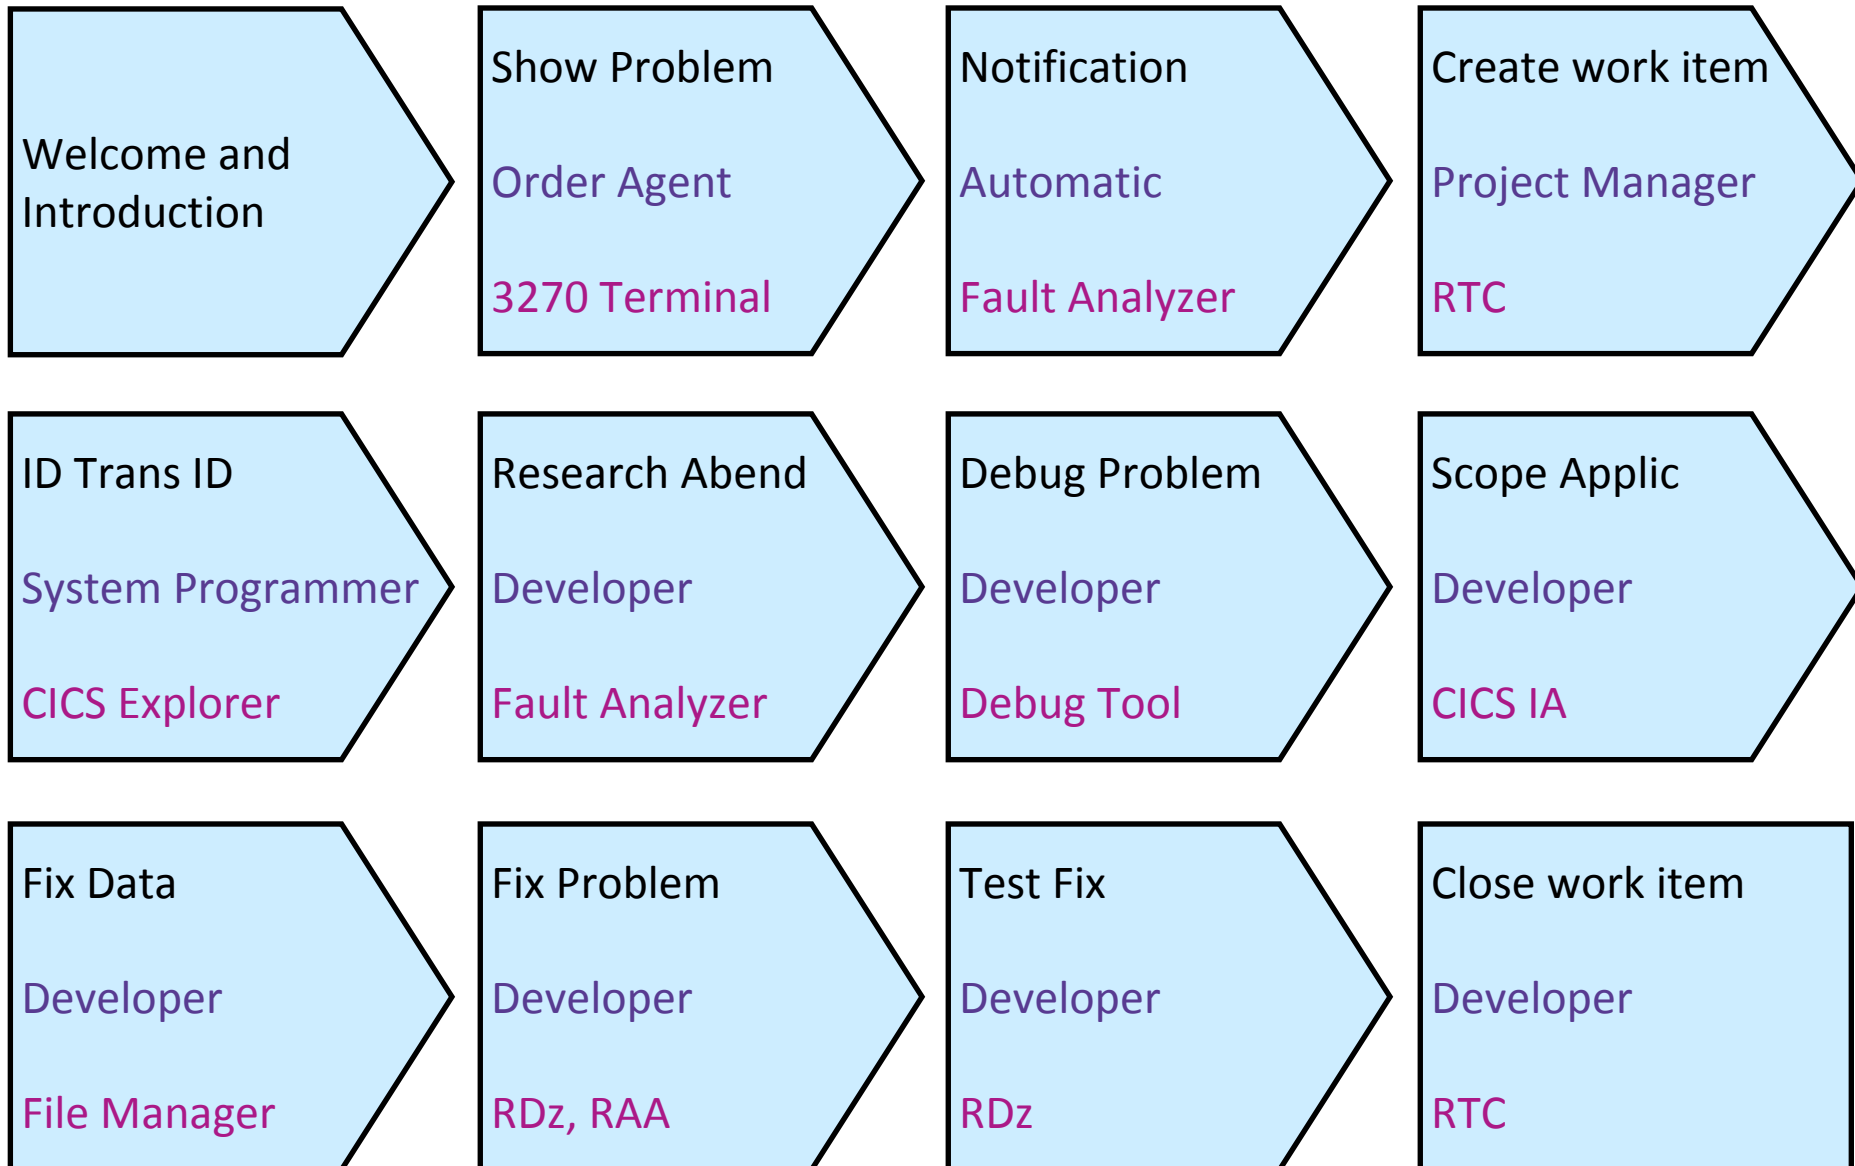 Welcome and
Introduction
Show Problem
Order Agent
3270 Terminal
Notification
Automatic
Fault Analyzer
Create work item
Project Manager
RTC
ID Trans ID
System Programmer
CICS Explorer
Research Abend
Developer
Fault Analyzer
Debug Problem
Developer
Debug Tool
Scope Applic
Developer
CICS IA
Fix Data
Developer
File Manager
Fix Problem
Developer
RDz, RAA
Test Fix
Developer
RDz
Close work item
Developer
RTC